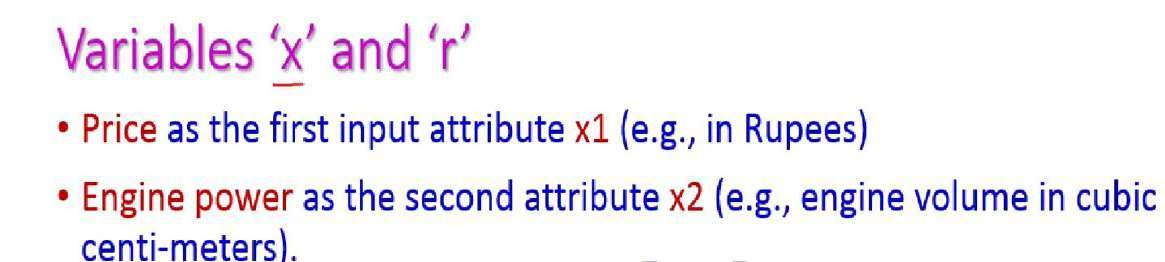 Variables ‘x’ and ‘r’
• Price as the first input attribute x1 (e.g., in Rupees)
• Engine power as the second attribute x2 (e.g., engine volume in cubic
centi-meters).